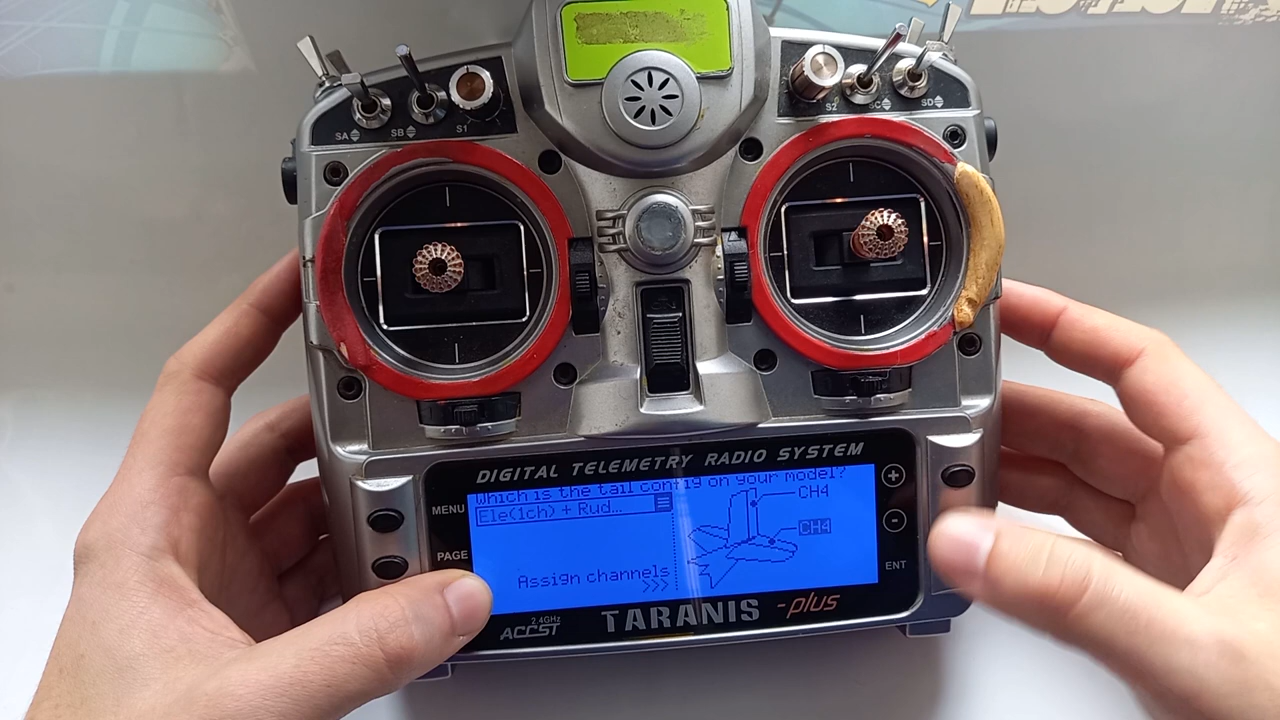 SA
SB
S1
S2
SC
SD
DIGITAL TELEMETRY RADIO SYSTEM
MENU
PAGE
Which is the tail config on your model?
Ele(1ch) + Rud...
CH4
CH4
Assign channels
>>>
+
-
ENT
2.4GHz
ACCST
TARANIS -plus